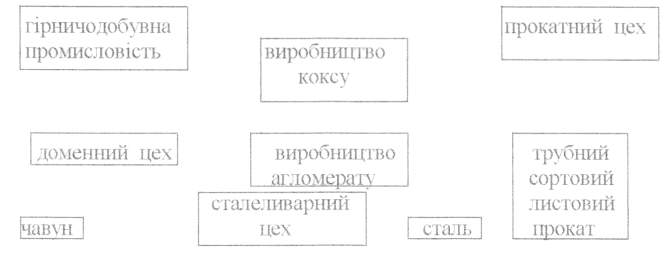 гірничодобувна
промисловість
виробництво
коксу
прокатний цех
доменний цех
виробництво
агломерату
трубний
сортовий
листовий
прокат
чавун
сталеливарний
цех
сталь